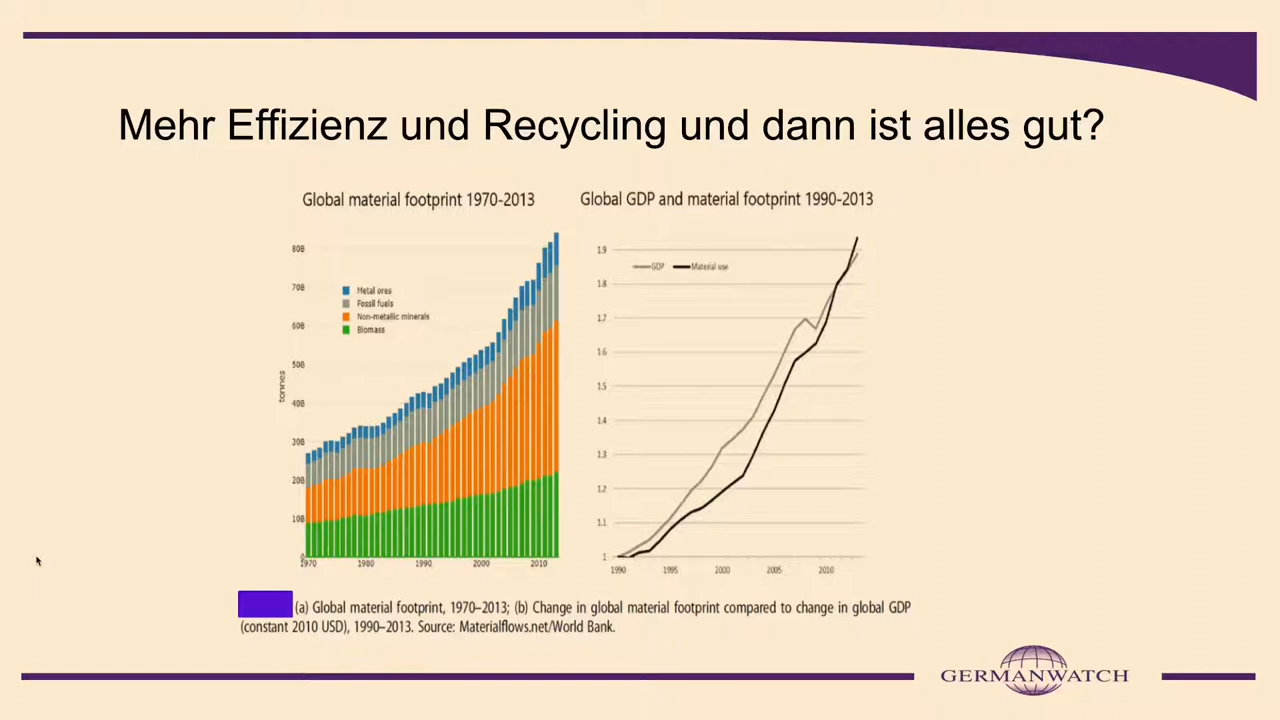 Mehr Effizienz und Recycling und dann ist alles gut?
Global material footprint 1970-2013
tonnes
80B
70B
60B
50B
40B
30B
20B
10B
0
1970
1980
1990
2000
2010
Metal ores
Fossil fuels
Non-metallic minerals
Biomass
Global GDP and material footprint 1990-2013
GDP
Material use
1.9
1.8
1.7
1.6
1.5
1.4
1.3
1.2
1.1
1
1990
1995
2000
2005
2010
(a) Global material footprint, 1970–2013; (b) Change in global material footprint compared to change in global GDP
(constant 2010 USD), 1990–2013. Source: Materialflows.net/World Bank.
GERMANWATCH